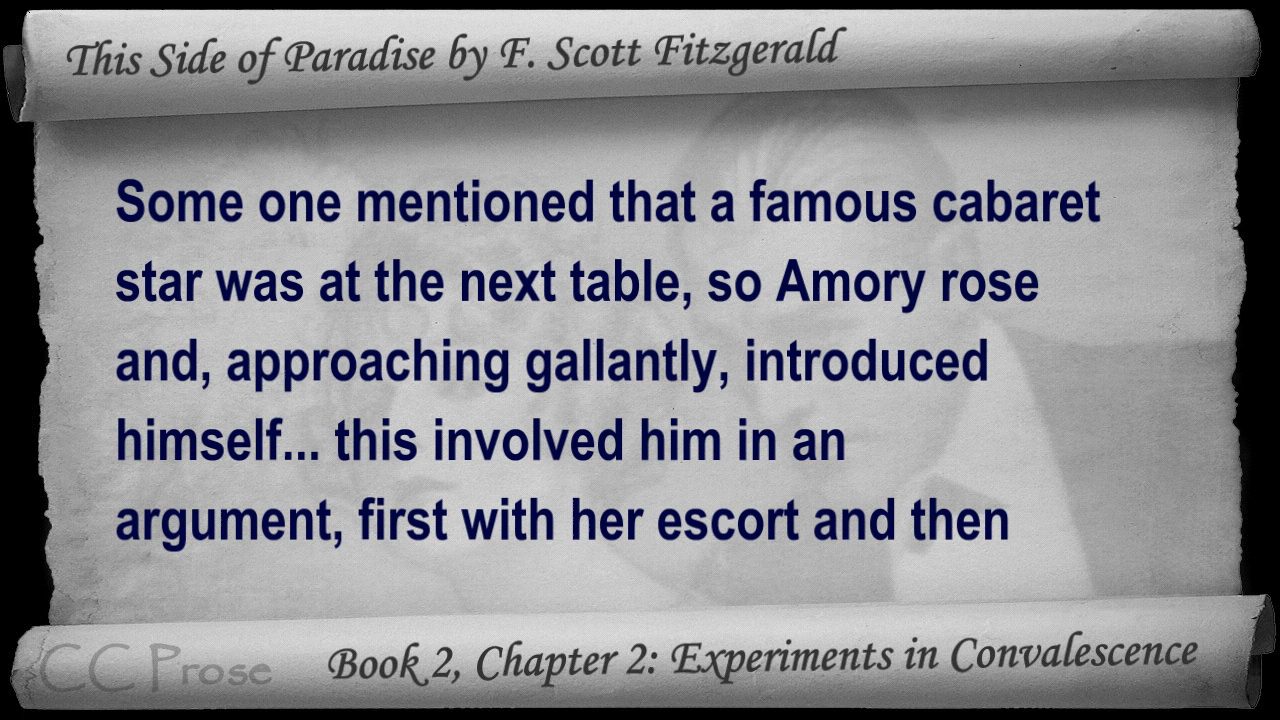 This Side of Paradise by F. Scott Fitzgerald
Some one mentioned that a famous cabaret
star was at the next table, so Amory rose
and, approaching gallantly, introduced
himself... this involved him in an
argument, first with her escort and then
CC Prose
Book 2, Chapter 2: Experiments in Convalescence